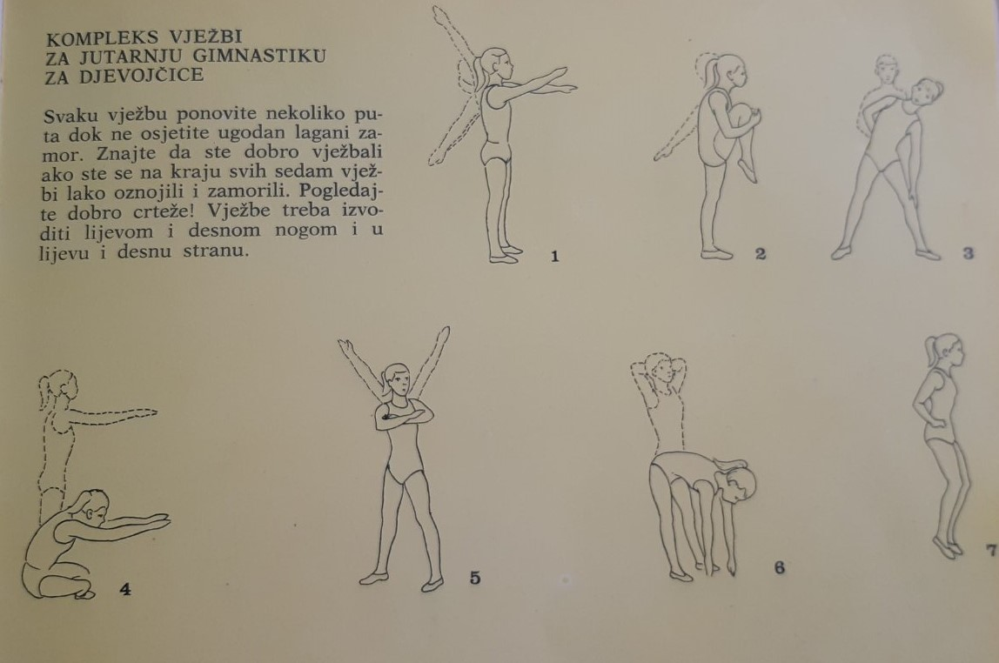 KOMPLEKS VJEŽBI
ZA JUTARNJU GIMNASTIKU
ZA DJEVOJČICE
Svaku vježbu ponovite nekoliko pu-
ta dok ne osjetite ugodan lagani za-
mor. Znajte da ste dobro vježbali
ako ste se na kraju svih sedam vjež-
bi lako oznojili i zamorili. Pogledaj-
te dobro crteže! Vježbe treba izvo-
diti lijevom i desnom nogom i u
lijevu i desnu stranu.
1
2
3
4
5
6
7